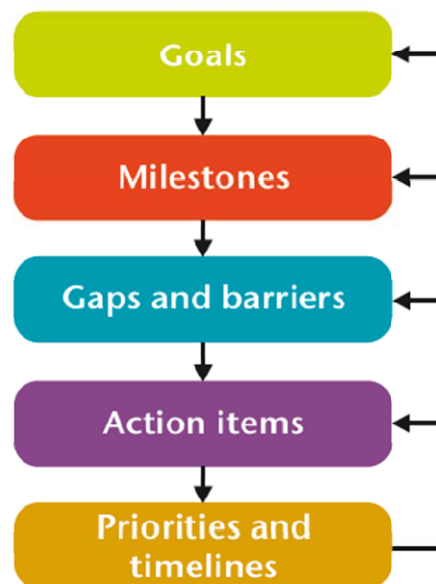 Goals
Milestones
Gaps and barriers
Action items
Priorities and
timelines